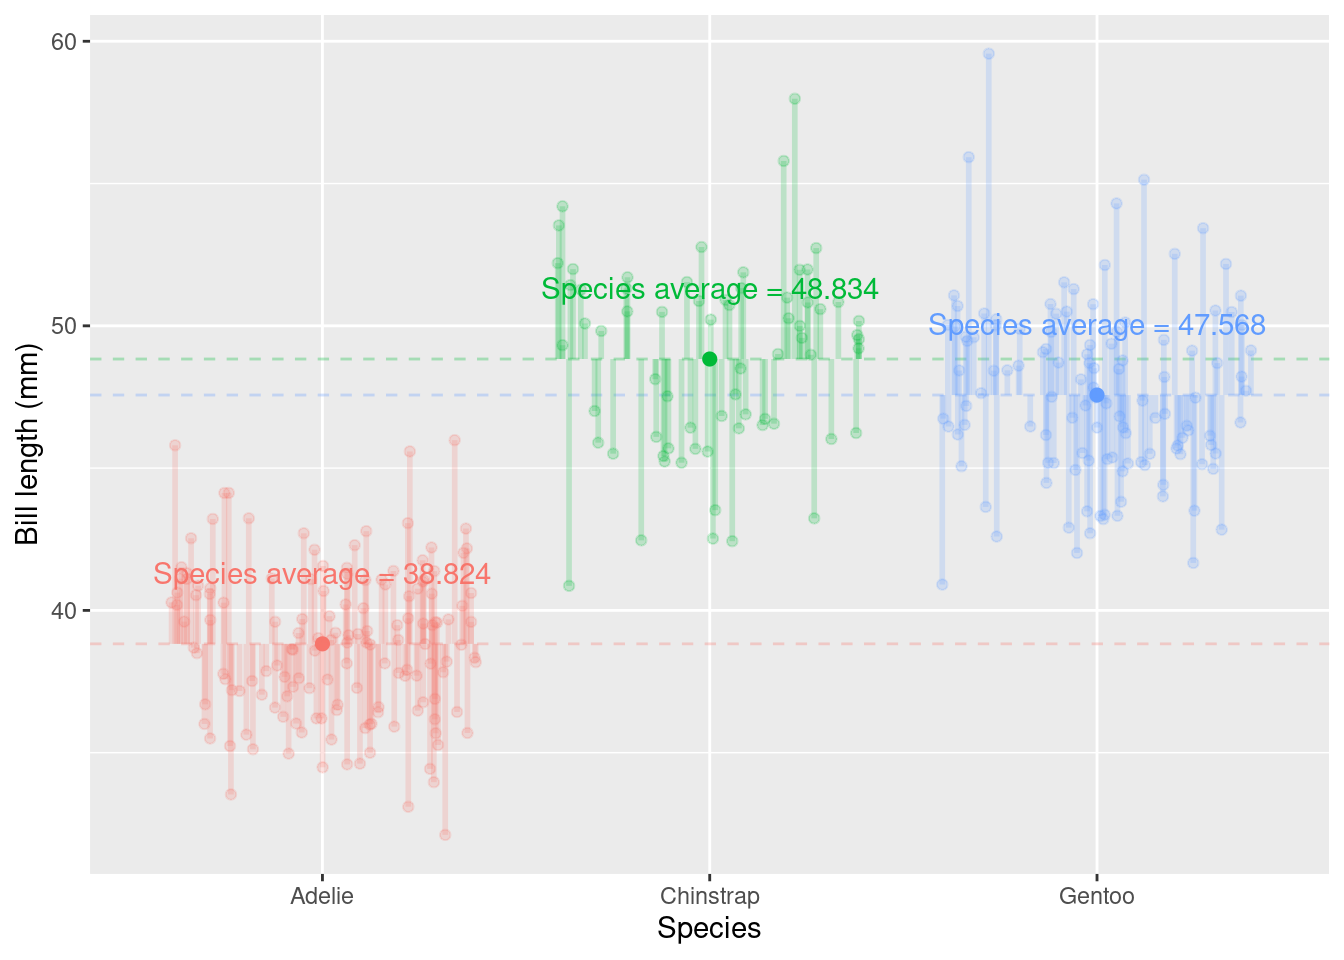 60
50
40
Bill length (mm)
Species average = 48.834
Species average = 47.568
Species average = 38.824
Adelie
Chinstrap
Gentoo
Species